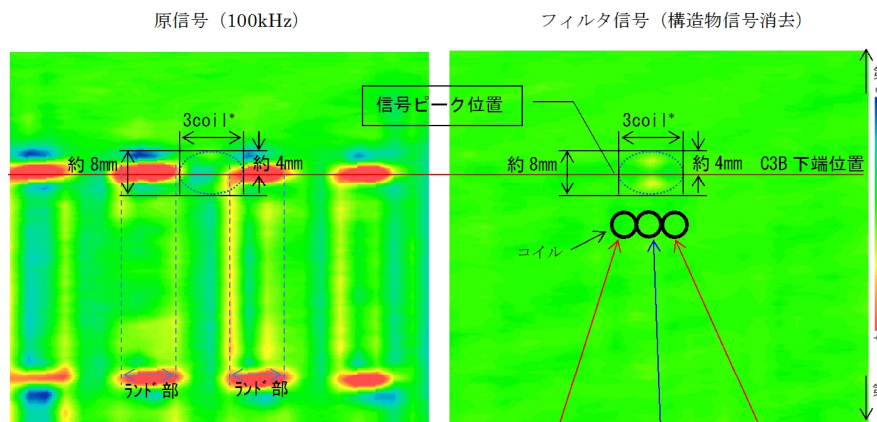 原信号（100kHz）
フィルタ信号（構造物信号消去）
信号ピーク位置
3coil*
約 8mm
約 4mm
ﾗﾝﾄﾞ部
ﾗﾝﾄﾞ部
3coil*
約 8mm
約 4mm
C3B 下端位置
コイル